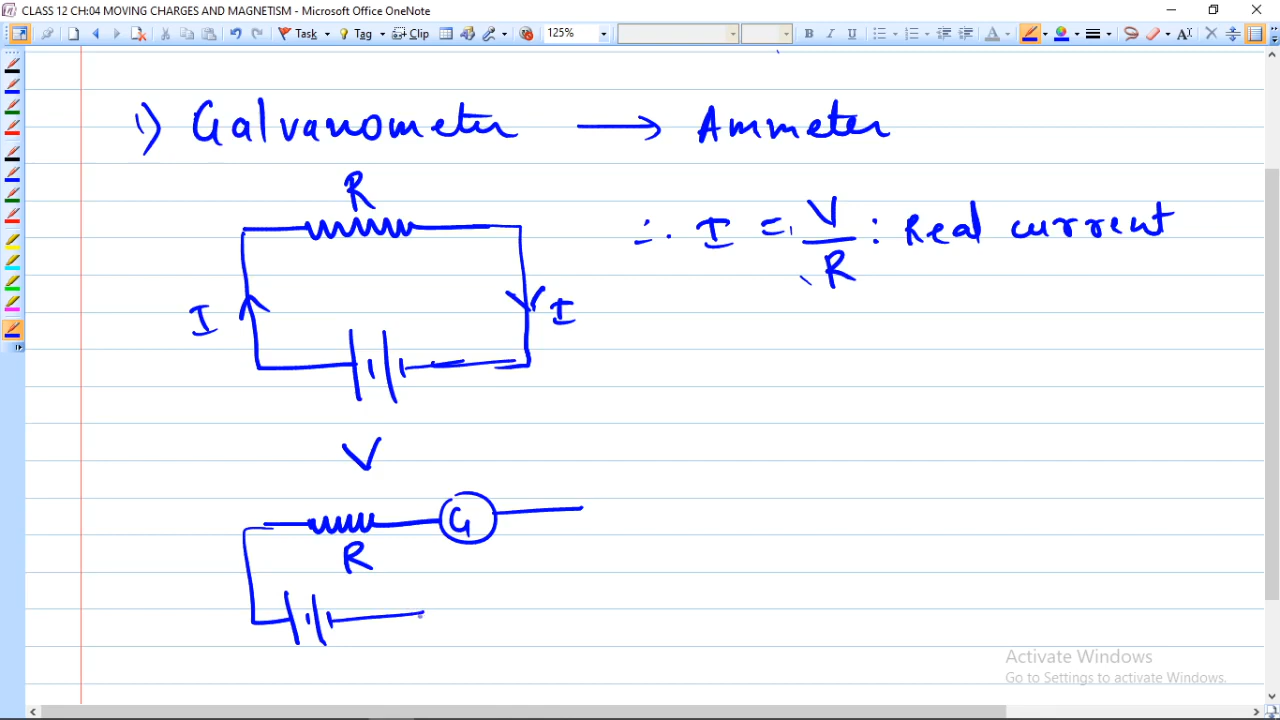 CLASS 12 CH:04 MOVING CHARGES AND MAGNETISM - Microsoft Office OneNote
Task Tag Clip 125% B I U A
1) Galvanometer → Ammeter
R
∴ I = V/R : Real current
I I
V
G
R
Activate Windows
Go to Settings to activate Windows.